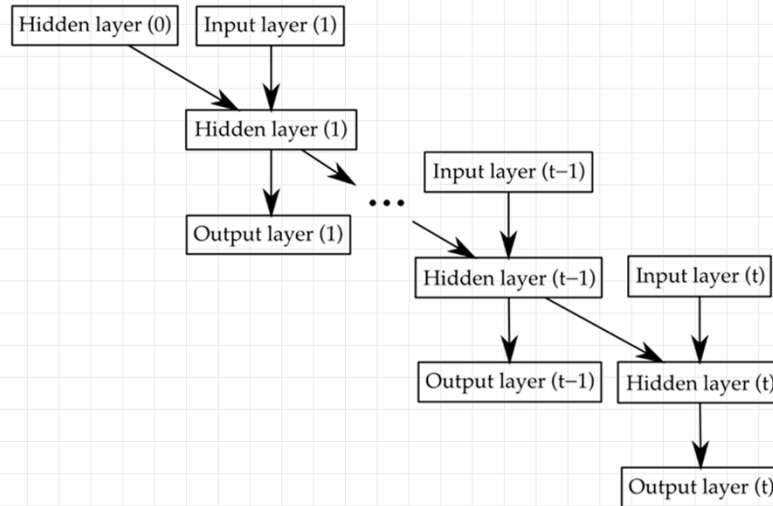 Hidden layer (0)
Input layer (1)
Hidden layer (1)
Input layer (t−1)
...
Output layer (1)
Hidden layer (t−1)
Input layer (t)
Output layer (t−1)
Hidden layer (t)
Output layer (t)